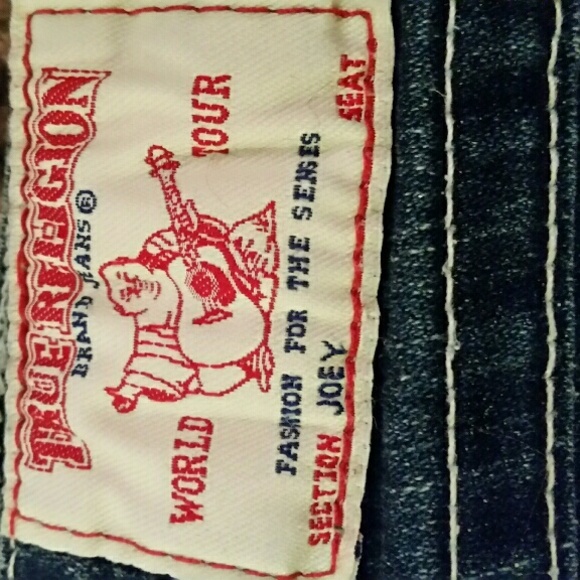 TRUE RELIGION
BRAND JEANS®
WORLD TOUR
FASHION FOR THE SENSES
SECTION JOEY SEAT